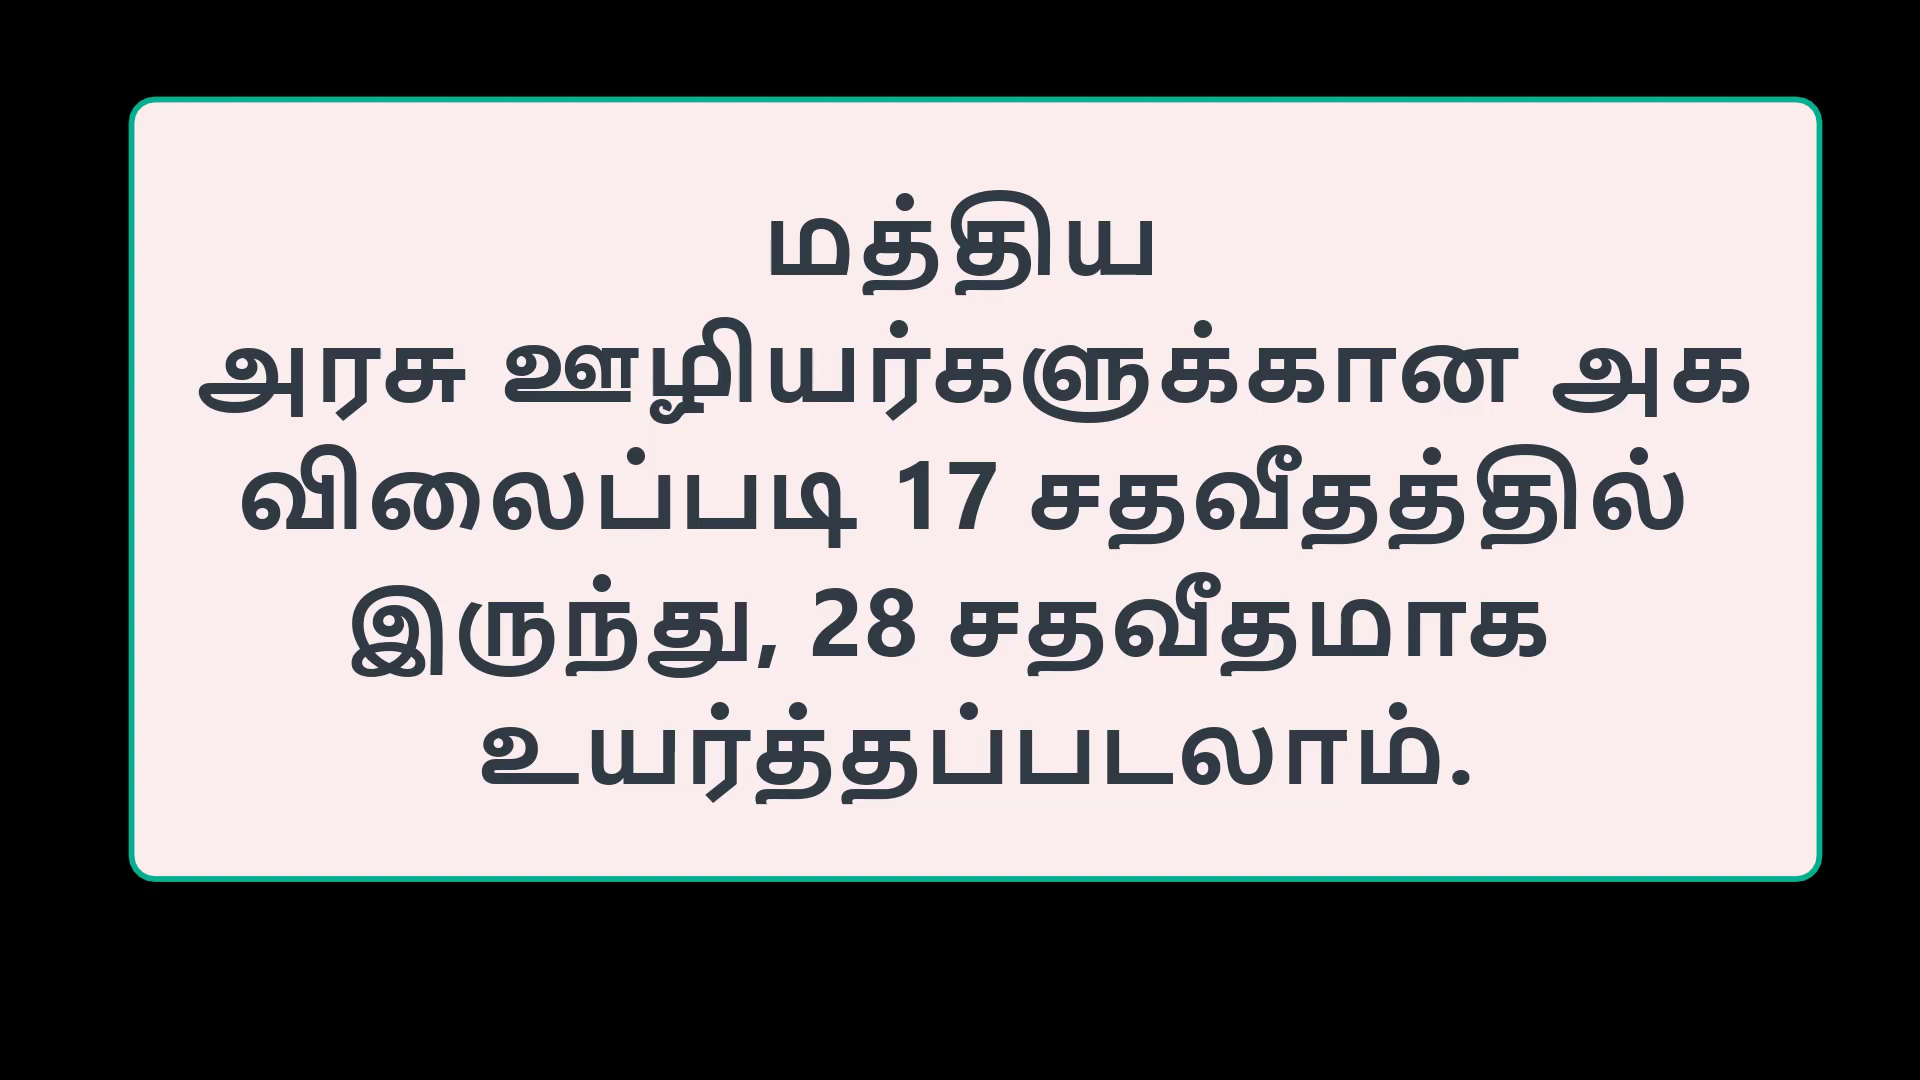 மத்திய
அரசு ஊழியர்களுக்கான அக
விலைப்படி 17 சதவீதத்தில்
இருந்து, 28 சதவீதமாக
உயர்த்தப்படலாம்.